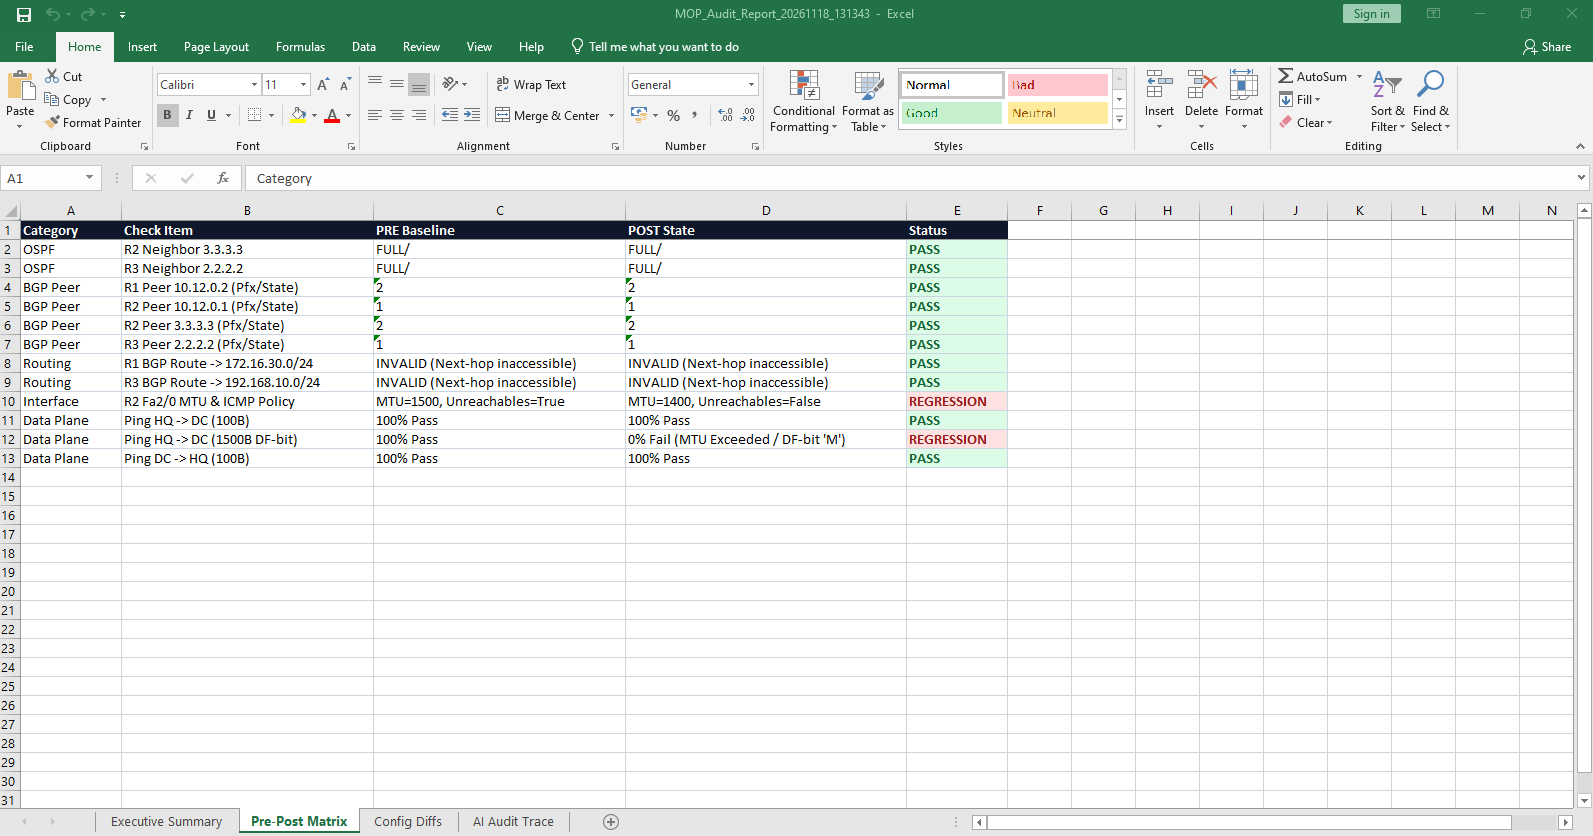 MOP_Audit_Report_20261118_131343 - Excel
Sign in
File Home Insert Page Layout Formulas Data Review View Help Tell me what you want to do Share
Paste
Cut
Copy
Format Painter
Clipboard
Calibri 11
B I U A
Font
ab Wrap Text
Merge & Center
Alignment
General
% ,
Number
Conditional Formatting
Format as Table
Normal Bad
Good Neutral
Styles
Insert Delete Format
Cells
AutoSum
Fill
Clear
Sort & Filter
Find & Select
Editing
A1 fx Category
A B C D E F G H I J K L M N
1 Category Check Item PRE Baseline POST State Status
2 OSPF R2 Neighbor 3.3.3.3 FULL/ FULL/ PASS
3 OSPF R3 Neighbor 2.2.2.2 FULL/ FULL/ PASS
4 BGP Peer R1 Peer 10.12.0.2 (Pfx/State) 2 2 PASS
5 BGP Peer R2 Peer 10.12.0.1 (Pfx/State) 1 1 PASS
6 BGP Peer R2 Peer 3.3.3.3 (Pfx/State) 2 2 PASS
7 BGP Peer R3 Peer 2.2.2.2 (Pfx/State) 1 1 PASS
8 Routing R1 BGP Route -> 172.16.30.0/24 INVALID (Next-hop inaccessible) INVALID (Next-hop inaccessible) PASS
9 Routing R3 BGP Route -> 192.168.10.0/24 INVALID (Next-hop inaccessible) INVALID (Next-hop inaccessible) PASS
10 Interface R2 Fa2/0 MTU & ICMP Policy MTU=1500, Unreachables=True MTU=1400, Unreachables=False REGRESSION
11 Data Plane Ping HQ -> DC (100B) 100% Pass 100% Pass PASS
12 Data Plane Ping HQ -> DC (1500B DF-bit) 100% Pass 0% Fail (MTU Exceeded / DF-bit 'M') REGRESSION
13 Data Plane Ping DC -> HQ (100B) 100% Pass 100% Pass PASS
14
15
16
17
18
19
20
21
22
23
24
25
26
27
28
29
30
31
Executive Summary Pre-Post Matrix Config Diffs AI Audit Trace